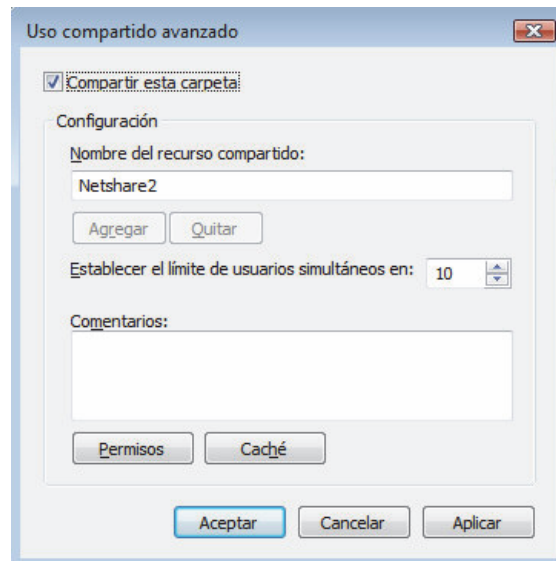 Uso compartido avanzado
Compartir esta carpeta
Configuración
Nombre del recurso compartido:
Netshare2
Agregar Quitar
Establecer el límite de usuarios simultáneos en: 10
Comentarios:
Permisos Caché
Aceptar Cancelar Aplicar